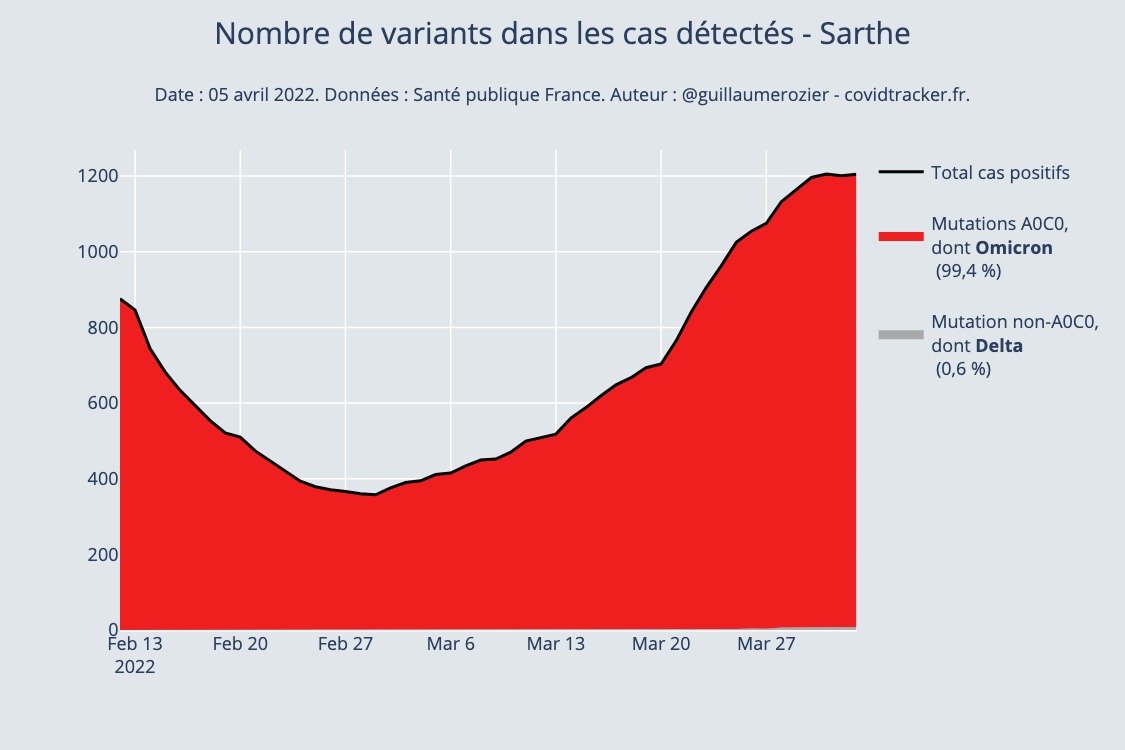 Nombre de variants dans les cas détectés - Sarthe
Date : 05 avril 2022. Données : Santé publique France. Auteur : @guillaumerozier - covidtracker.fr.
1200
1000
800
600
400
200
0
Feb 13
2022
Feb 20
Feb 27
Mar 6
Mar 13
Mar 20
Mar 27
Total cas positifs
Mutations A0C0,
dont Omicron
(99,4 %)
Mutation non-A0C0,
dont Delta
(0,6 %)